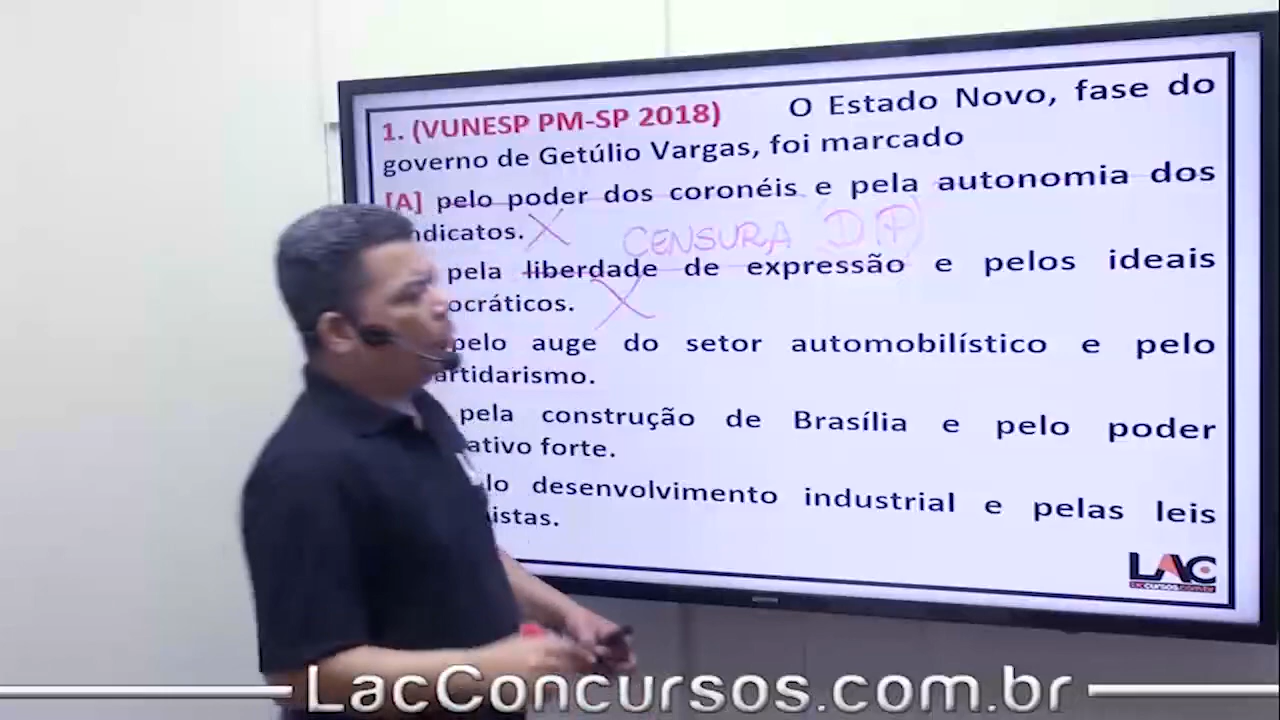 1. (VUNESP PM-SP 2018) O Estado Novo, fase do
governo de Getúlio Vargas, foi marcado
[A] pelo poder dos coronéis e pela autonomia dos
ndicatos. X CENSURA (DIP)
pela liberdade de expressão e pelos ideais
ocráticos. X
pelo auge do setor automobilístico e pelo
artidarismo.
pela construção de Brasília e pelo poder
ativo forte.
lo desenvolvimento industrial e pelas leis
istas.
LAC
LacConcursos.com.br